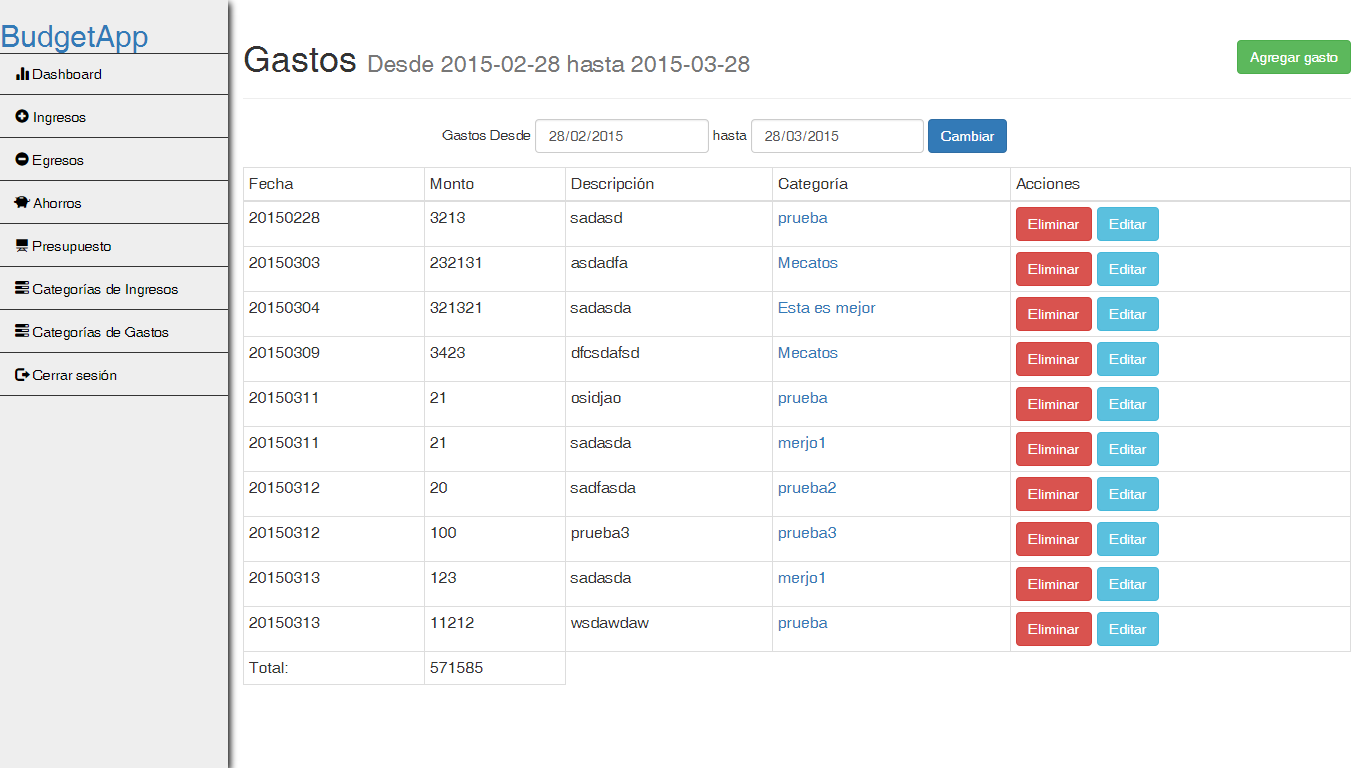 BudgetApp
Dashboard
Ingresos
Egresos
Ahorros
Presupuesto
Categorías de Ingresos
Categorías de Gastos
Cerrar sesión
Gastos Desde 2015-02-28 hasta 2015-03-28
Agregar gasto
Gastos Desde 28/02/2015 hasta 28/03/2015 Cambiar
Fecha Monto Descripción Categoría Acciones
20150228 3213 sadasd prueba Eliminar Editar
20150303 232131 asdadfa Mecatos Eliminar Editar
20150304 321321 sadasda Esta es mejor Eliminar Editar
20150309 3423 dfcsdafsd Mecatos Eliminar Editar
20150311 21 osidjao prueba Eliminar Editar
20150311 21 sadasda merjo1 Eliminar Editar
20150312 20 sadfasda prueba2 Eliminar Editar
20150312 100 prueba3 prueba3 Eliminar Editar
20150313 123 sadasda merjo1 Eliminar Editar
20150313 11212 wsdawdaw prueba Eliminar Editar
Total: 571585